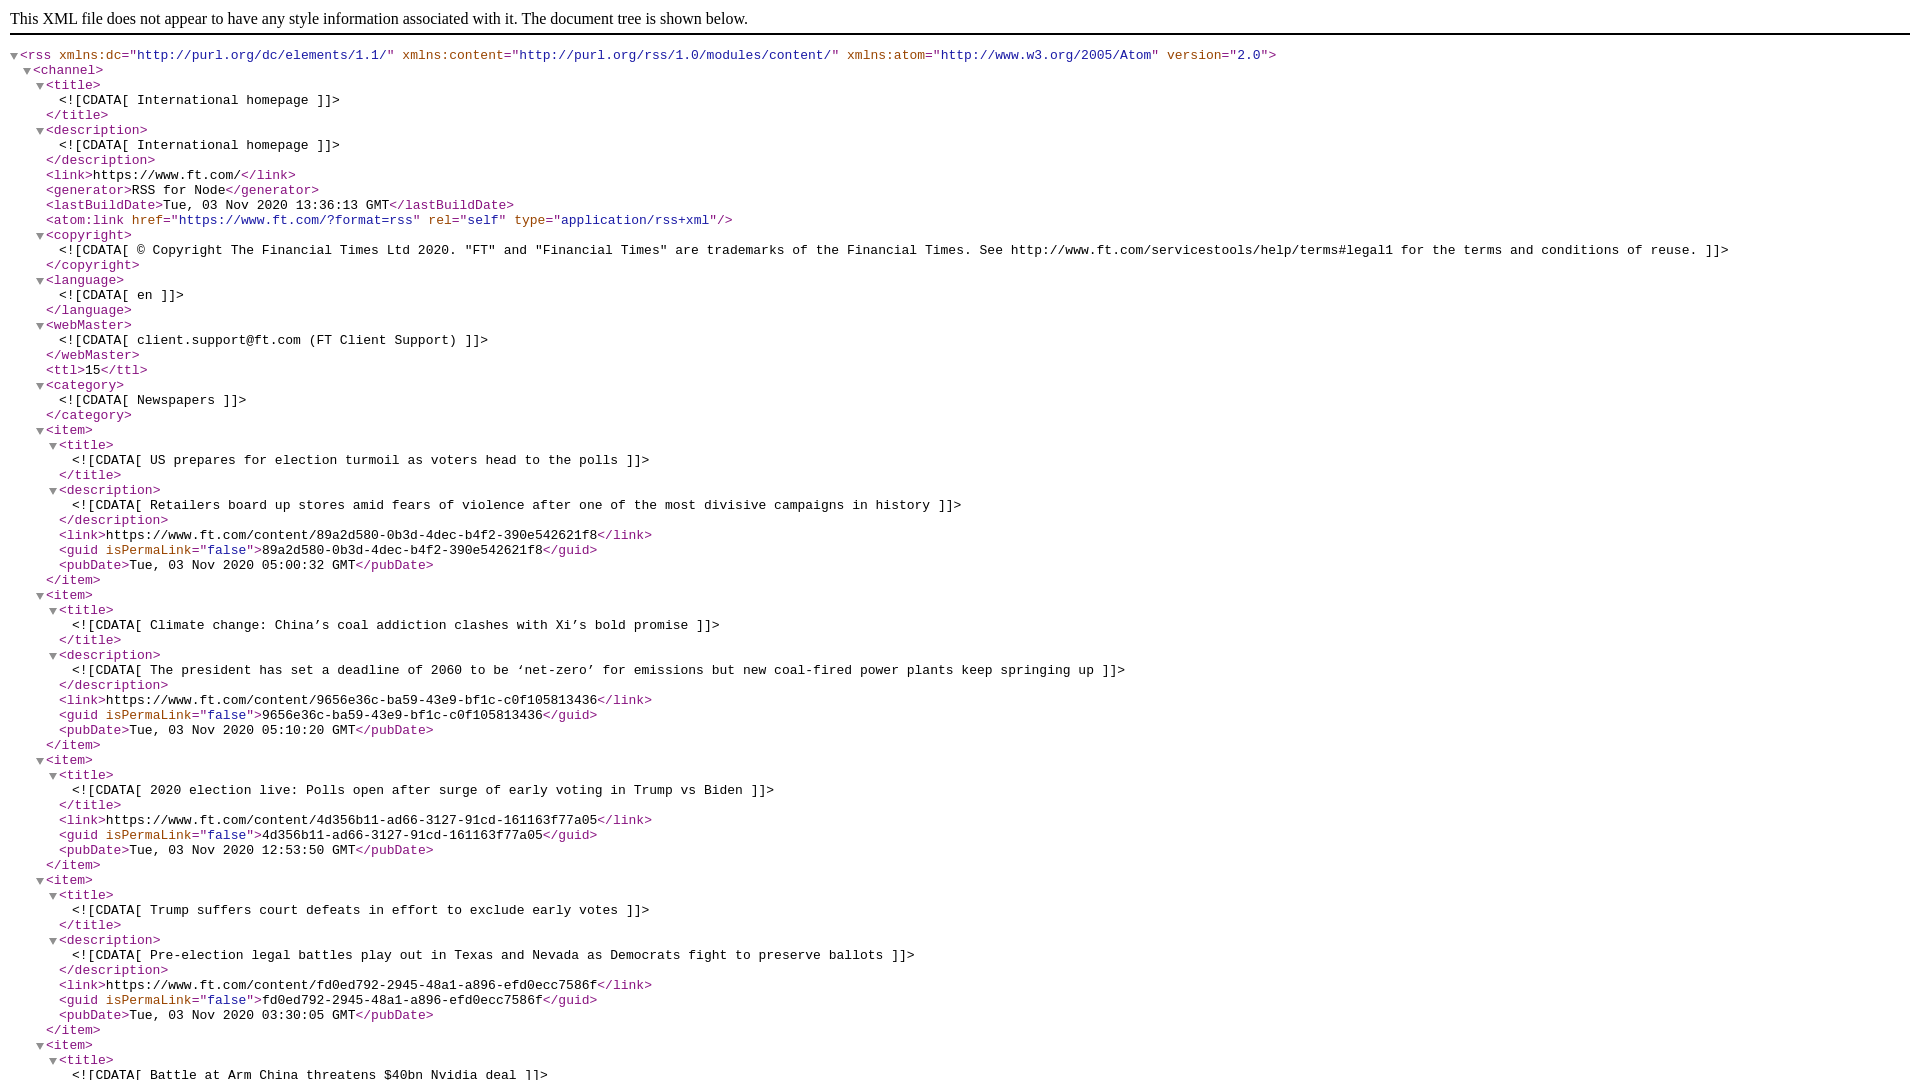 This XML file does not appear to have any style information associated with it. The document tree is shown below.
<rss xmlns:dc="http://purl.org/dc/elements/1.1/" xmlns:content="http://purl.org/rss/1.0/modules/content/" xmlns:atom="http://www.w3.org/2005/Atom" version="2.0">
<channel>
<title>
<![CDATA[ International homepage ]]>
</title>
<description>
<![CDATA[ International homepage ]]>
</description>
<link>https://www.ft.com/</link>
<generator>RSS for Node</generator>
<lastBuildDate>Tue, 03 Nov 2020 13:36:13 GMT</lastBuildDate>
<atom:link href="https://www.ft.com/?format=rss" rel="self" type="application/rss+xml"/>
<copyright>
<![CDATA[ © Copyright The Financial Times Ltd 2020. "FT" and "Financial Times" are trademarks of the Financial Times. See http://www.ft.com/servicestools/help/terms#legal1 for the terms and conditions of reuse. ]]>
</copyright>
<language>
<![CDATA[ en ]]>
</language>
<webMaster>
<![CDATA[ client.support@ft.com (FT Client Support) ]]>
</webMaster>
<ttl>15</ttl>
<category>
<![CDATA[ Newspapers ]]>
</category>
<item>
<title>
<![CDATA[ US prepares for election turmoil as voters head to the polls ]]>
</title>
<description>
<![CDATA[ Retailers board up stores amid fears of violence after one of the most divisive campaigns in history ]]>
</description>
<link>https://www.ft.com/content/89a2d580-0b3d-4dec-b4f2-390e542621f8</link>
<guid isPermaLink="false">89a2d580-0b3d-4dec-b4f2-390e542621f8</guid>
<pubDate>Tue, 03 Nov 2020 05:00:32 GMT</pubDate>
</item>
<item>
<title>
<![CDATA[ Climate change: China’s coal addiction clashes with Xi’s bold promise ]]>
</title>
<description>
<![CDATA[ The president has set a deadline of 2060 to be ‘net-zero’ for emissions but new coal-fired power plants keep springing up ]]>
</description>
<link>https://www.ft.com/content/9656e36c-ba59-43e9-bf1c-c0f105813436</link>
<guid isPermaLink="false">9656e36c-ba59-43e9-bf1c-c0f105813436</guid>
<pubDate>Tue, 03 Nov 2020 05:10:20 GMT</pubDate>
</item>
<item>
<title>
<![CDATA[ 2020 election live: Polls open after surge of early voting in Trump vs Biden ]]>
</title>
<link>https://www.ft.com/content/4d356b11-ad66-3127-91cd-161163f77a05</link>
<guid isPermaLink="false">4d356b11-ad66-3127-91cd-161163f77a05</guid>
<pubDate>Tue, 03 Nov 2020 12:53:50 GMT</pubDate>
</item>
<item>
<title>
<![CDATA[ Trump suffers court defeats in effort to exclude early votes ]]>
</title>
<description>
<![CDATA[ Pre-election legal battles play out in Texas and Nevada as Democrats fight to preserve ballots ]]>
</description>
<link>https://www.ft.com/content/fd0ed792-2945-48a1-a896-efd0ecc7586f</link>
<guid isPermaLink="false">fd0ed792-2945-48a1-a896-efd0ecc7586f</guid>
<pubDate>Tue, 03 Nov 2020 03:30:05 GMT</pubDate>
</item>
<item>
<title>
<![CDATA[ Battle at Arm China threatens $40bn Nvidia deal ]]>